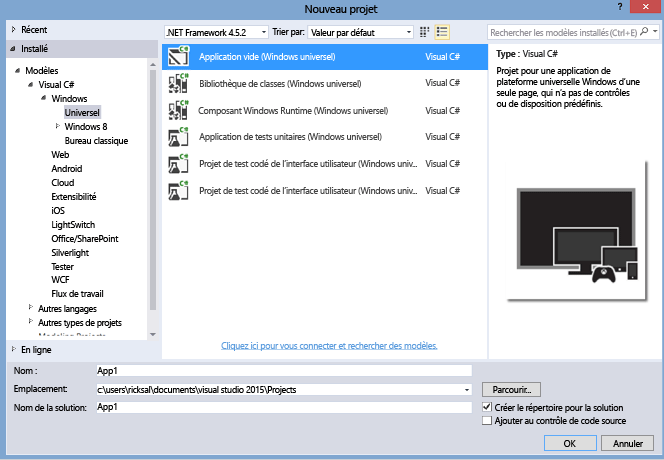 Nouveau projet
? ×
Récent
.NET Framework 4.5.2
Trier par: Valeur par défaut
Rechercher les modèles installés (Ctrl+E)
Installé
Modèles
Visual C#
Windows
Universel
Windows 8
Bureau classique
Web
Android
Cloud
Extensibilité
iOS
LightSwitch
Office/SharePoint
Silverlight
Tester
WCF
Flux de travail
Autres langages
Autres types de projets
Modeling Projects
En ligne
Application vide (Windows universel) Visual C#
Bibliothèque de classes (Windows universel) Visual C#
Composant Windows Runtime (Windows universel) Visual C#
Application de tests unitaires (Windows universel) Visual C#
Projet de test codé de l'interface utilisateur (Windows univ... Visual C#
Projet de test codé de l'interface utilisateur (Windows univ... Visual C#
Cliquez ici pour vous connecter et rechercher des modèles.
Type : Visual C#
Projet pour une application de
plateforme universelle Windows d'une
seule page, qui n'a pas de contrôles
ou de disposition prédéfinis.
Nom : App1
Emplacement: c:\users\ricksal\documents\visual studio 2015\Projects
Parcourir...
Nom de la solution: App1
Créer le répertoire pour la solution
Ajouter au contrôle de code source
OK Annuler